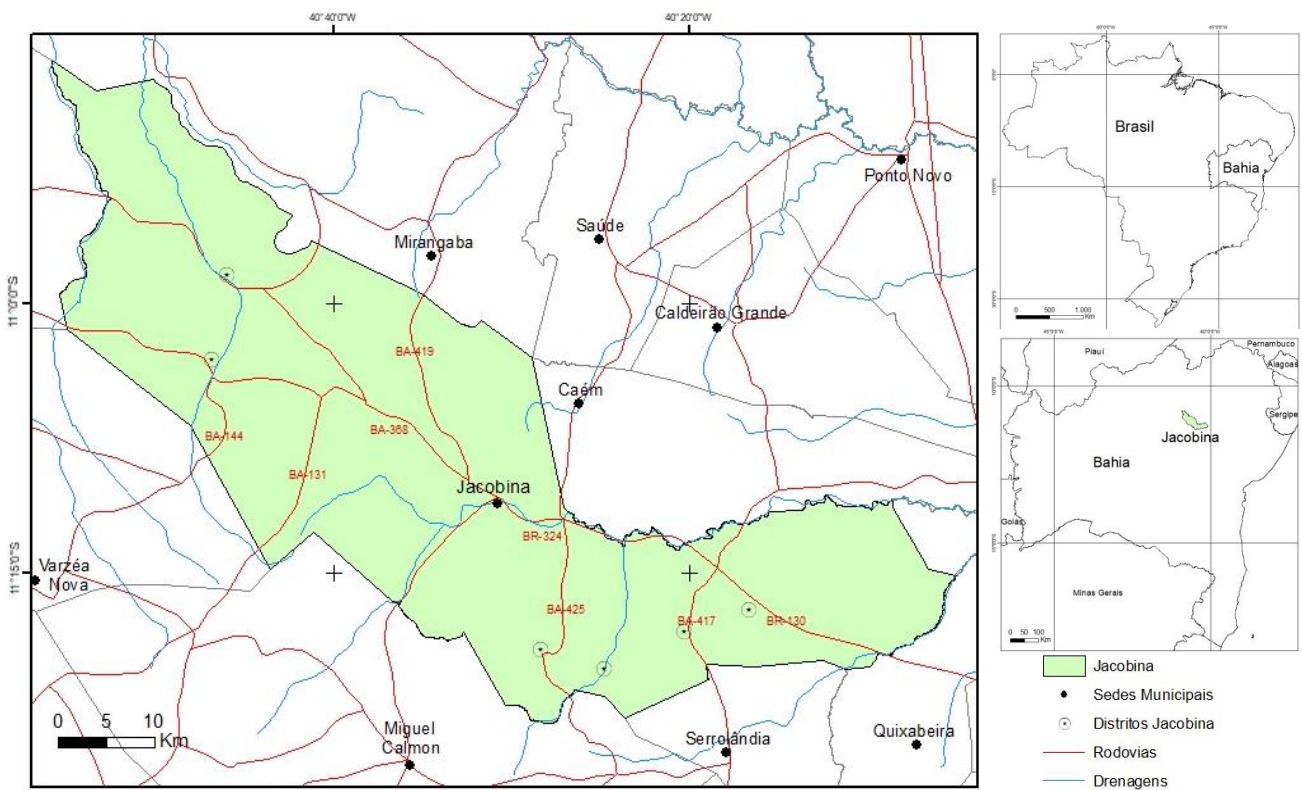 40°40'0"W
40°20'0"W
11°0'0"S
11°15'0"S
Ponto Novo
Saúde
Mirangaba
Caldeirão Grande
BA-419
Caém
BA-368
BA-144
BA-131
Jacobina
BR-324
Varzéa
Nova
BA-425
BA-417
BR-130
Miguel
Calmon
Serrolândia
Quixabeira
0 5 10
Km
Brasil
Bahia
0 500 1.000
Km
Piauí
Pernambuco
Alagoas
Sergipe
Jacobina
Bahia
Goiás
Minas Gerais
0 50 100
Km
Jacobina
Sedes Municipais
Distritos Jacobina
Rodovias
Drenagens